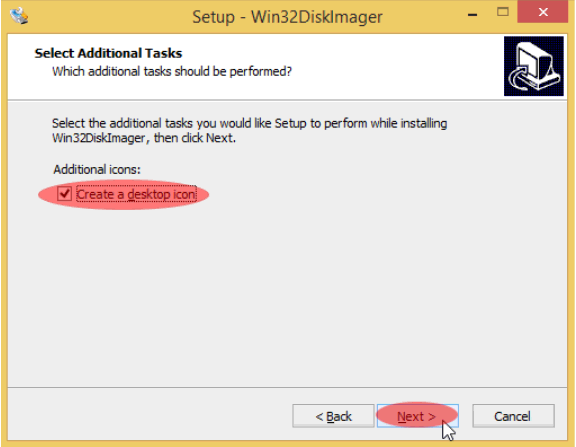 Setup - Win32DiskImager
Select Additional Tasks
Which additional tasks should be performed?
Select the additional tasks you would like Setup to perform while installing
Win32DiskImager, then click Next.
Additional icons:
Create a desktop icon
< Back
Next >
Cancel